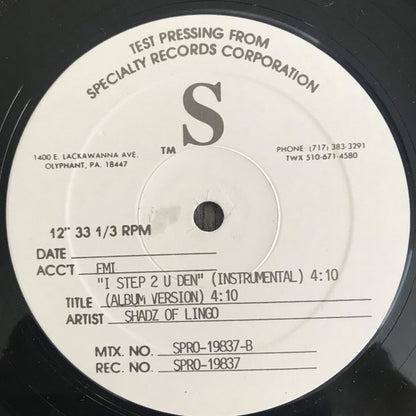 TEST PRESSING FROM
SPECIALTY RECORDS CORPORATION
S
TM
1400 E. LACKAWANNA AVE.
OLYPHANT, PA. 18447
PHONE: (717) 383-3291
TWX 510-671-4580
12" 33 1/3 RPM
DATE
ACC'T EMI
"I STEP 2 U DEN" (INSTRUMENTAL) 4:10
TITLE (ALBUM VERSION) 4:10
ARTIST SHADZ OF LINGO
MTX. NO. SPRO-19837-B
REC. NO. SPRO-19837